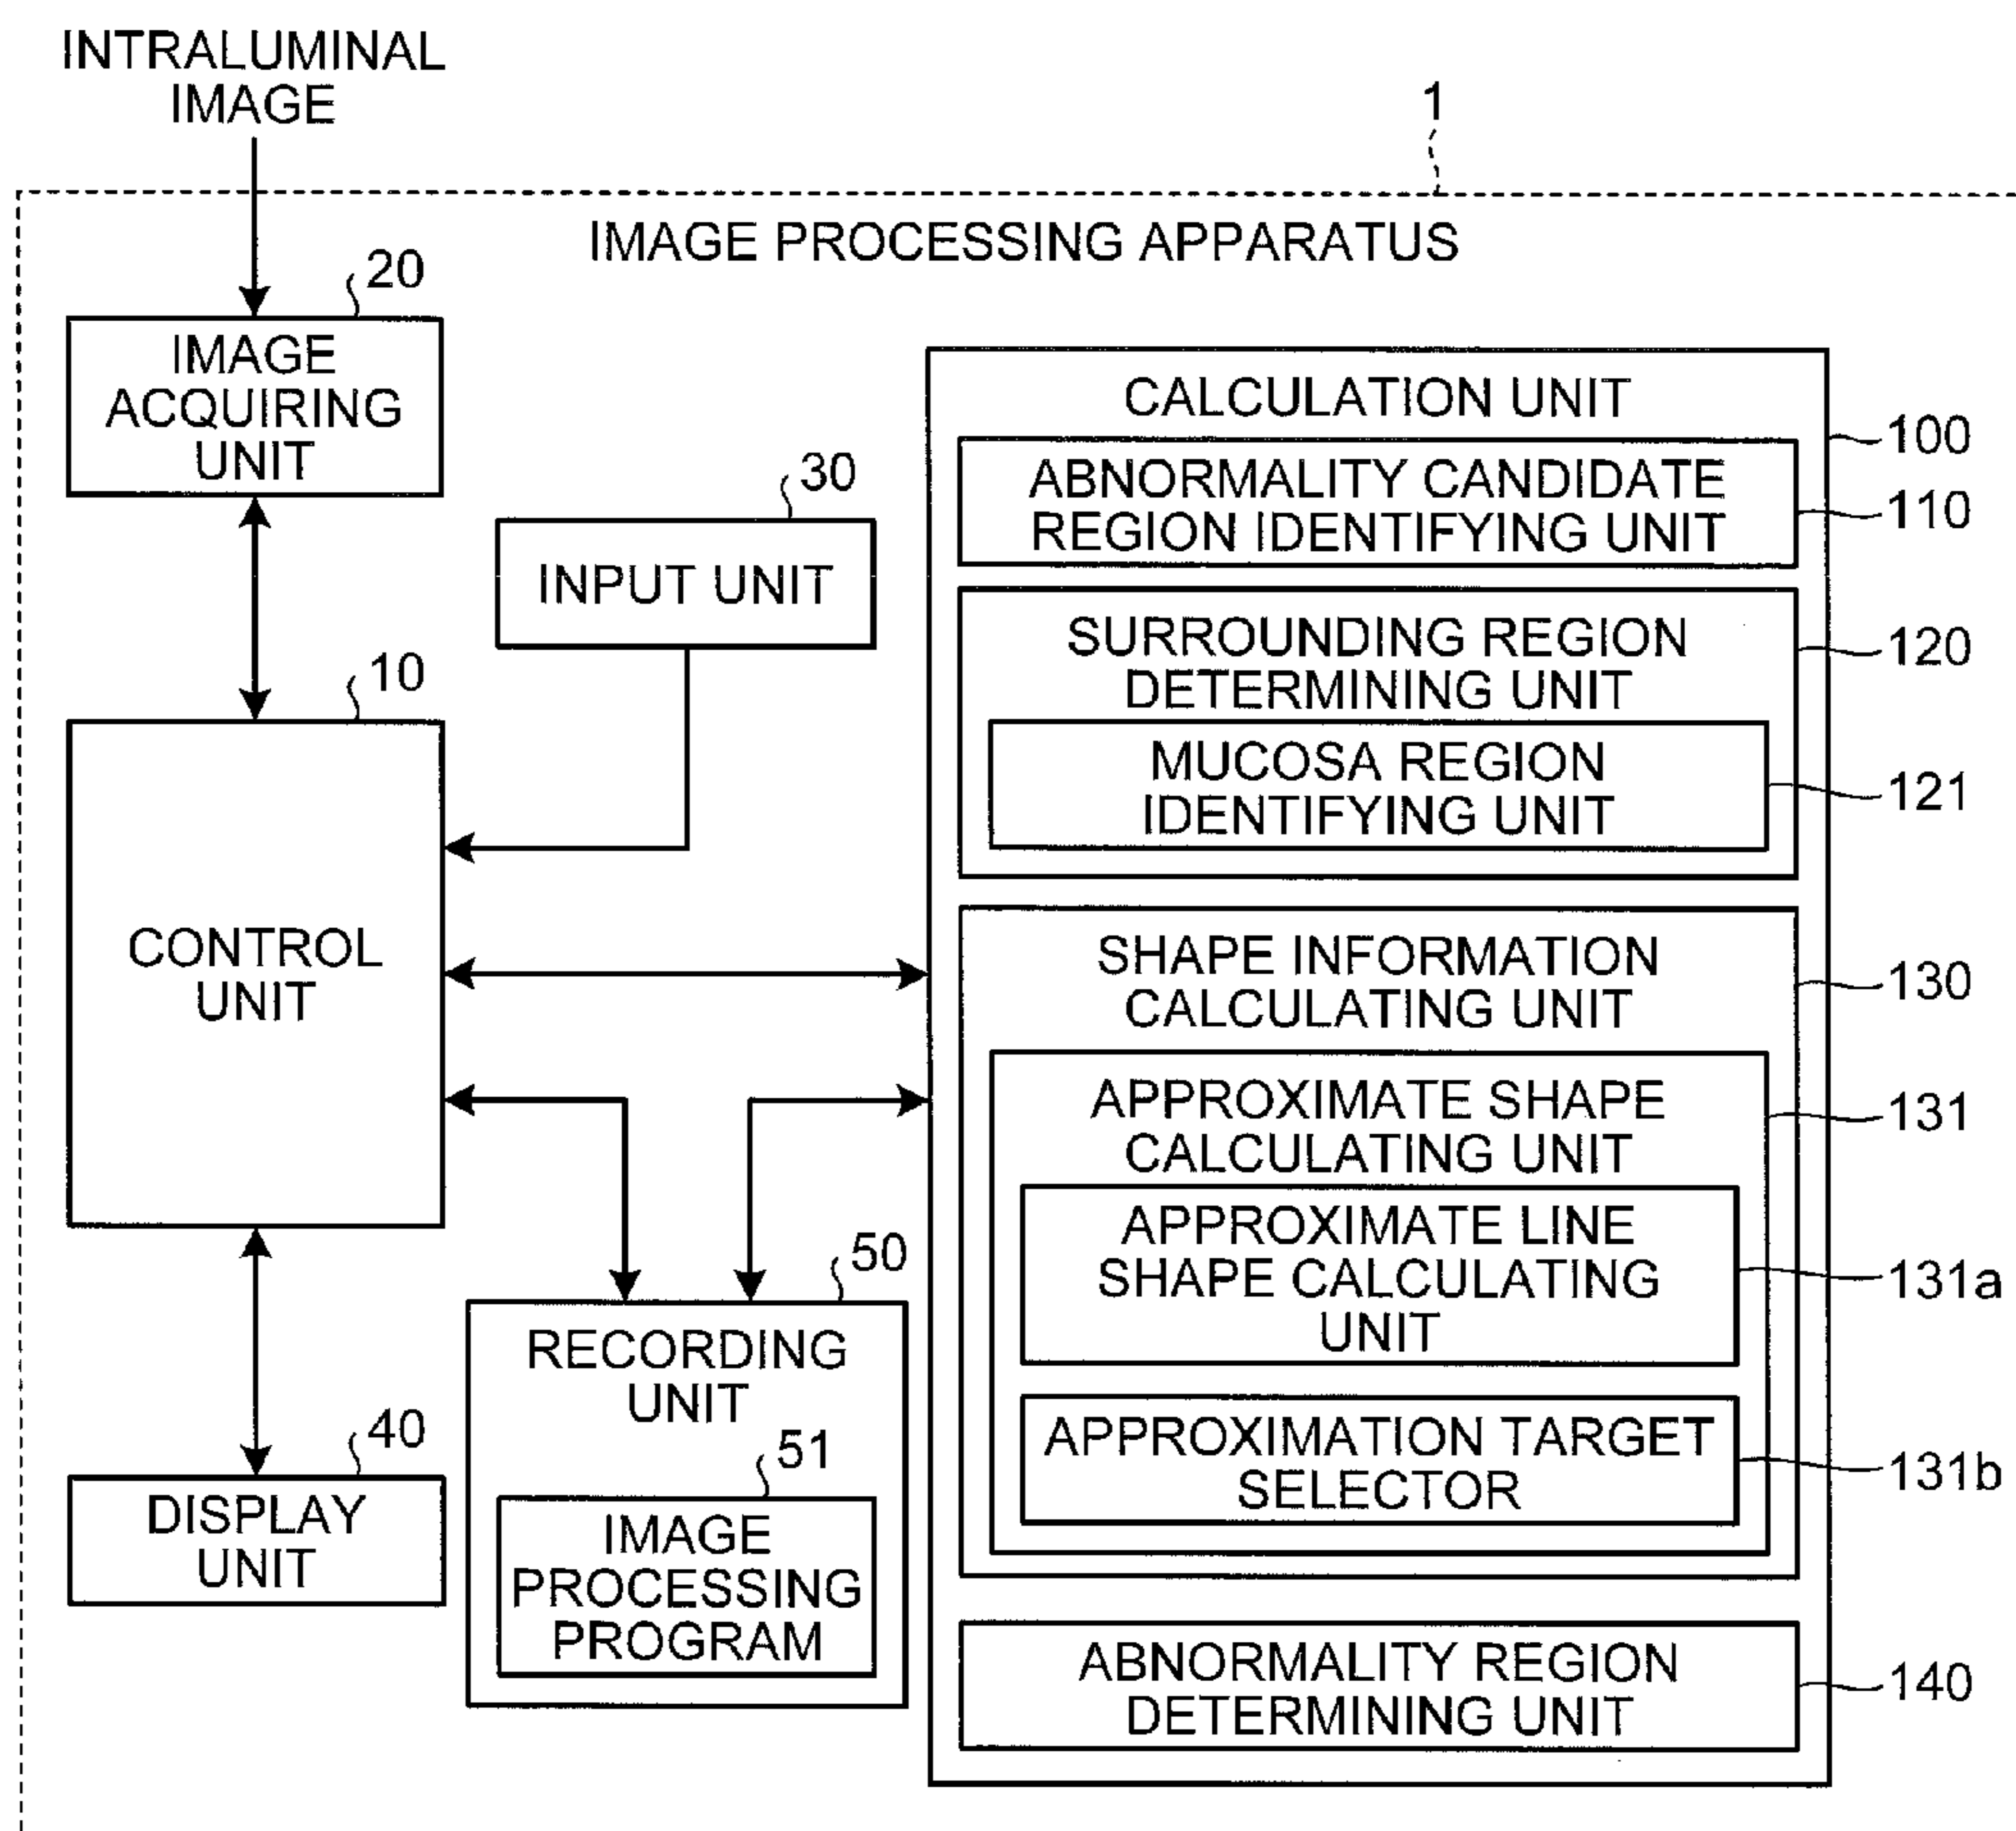 INTRALUMINAL
IMAGE
1
IMAGE PROCESSING APPARATUS
20
IMAGE
ACQUIRING
UNIT
30
INPUT UNIT
10
CONTROL
UNIT
40
DISPLAY
UNIT
50
RECORDING
UNIT
51
IMAGE
PROCESSING
PROGRAM
CALCULATION UNIT
100
ABNORMALITY CANDIDATE
REGION IDENTIFYING UNIT
110
SURROUNDING REGION
DETERMINING UNIT
120
MUCOSA REGION
IDENTIFYING UNIT
121
SHAPE INFORMATION
CALCULATING UNIT
130
APPROXIMATE SHAPE
CALCULATING UNIT
131
APPROXIMATE LINE
SHAPE CALCULATING
UNIT
131a
APPROXIMATION TARGET
SELECTOR
131b
ABNORMALITY REGION
DETERMINING UNIT
140